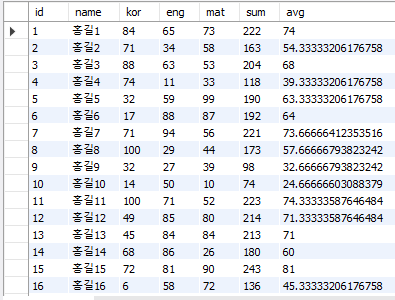 id name kor eng mat sum avg
1 홍길1 84 65 73 222 74
2 홍길2 71 34 58 163 54.33333206176758
3 홍길3 88 63 53 204 68
4 홍길4 74 11 33 118 39.33333206176758
5 홍길5 32 59 99 190 63.33333206176758
6 홍길6 17 88 87 192 64
7 홍길7 71 94 56 221 73.66666412353516
8 홍길8 100 29 44 173 57.66666793823242
9 홍길9 32 27 39 98 32.66666793823242
10 홍길10 14 50 10 74 24.66666603088379
11 홍길11 100 71 52 223 74.33333587646484
12 홍길12 49 85 80 214 71.33333587646484
13 홍길13 45 84 84 213 71
14 홍길14 68 86 26 180 60
15 홍길15 72 81 90 243 81
16 홍길16 6 58 72 136 45.33333206176758